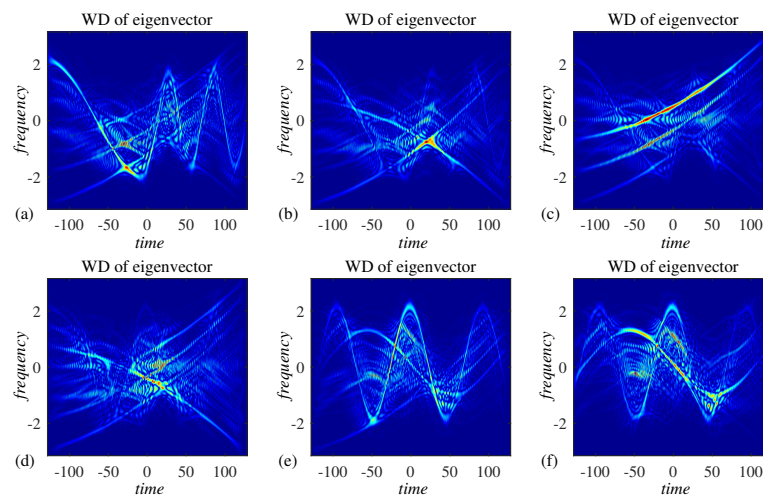 WD of eigenvector
WD of eigenvector
WD of eigenvector
frequency
2
0
-2
frequency
2
0
-2
frequency
2
0
-2
(a)
-100 -50 0 50 100
time
(b)
-100 -50 0 50 100
time
(c)
-100 -50 0 50 100
time
WD of eigenvector
WD of eigenvector
WD of eigenvector
frequency
2
0
-2
frequency
2
0
-2
frequency
2
0
-2
(d)
-100 -50 0 50 100
time
(e)
-100 -50 0 50 100
time
(f)
-100 -50 0 50 100
time